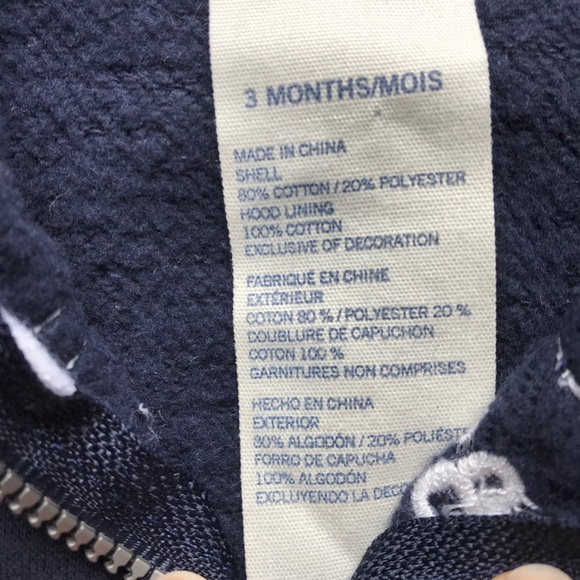 3 MONTHS/MOIS
MADE IN CHINA
SHELL
80% COTTON / 20% POLYESTER
HOOD LINING
100% COTTON
EXCLUSIVE OF DECORATION
FABRIQUÉ EN CHINE
EXTÉRIEUR
COTON 80 % / POLYESTER 20 %
DOUBLURE DE CAPUCHON
COTON 100 %
GARNITURES NON COMPRISES
HECHO EN CHINA
EXTERIOR
80% ALGODÓN / 20%
FORRO DE CAPUCHA
100% ALGODÓN
EXCLUYENDO LA